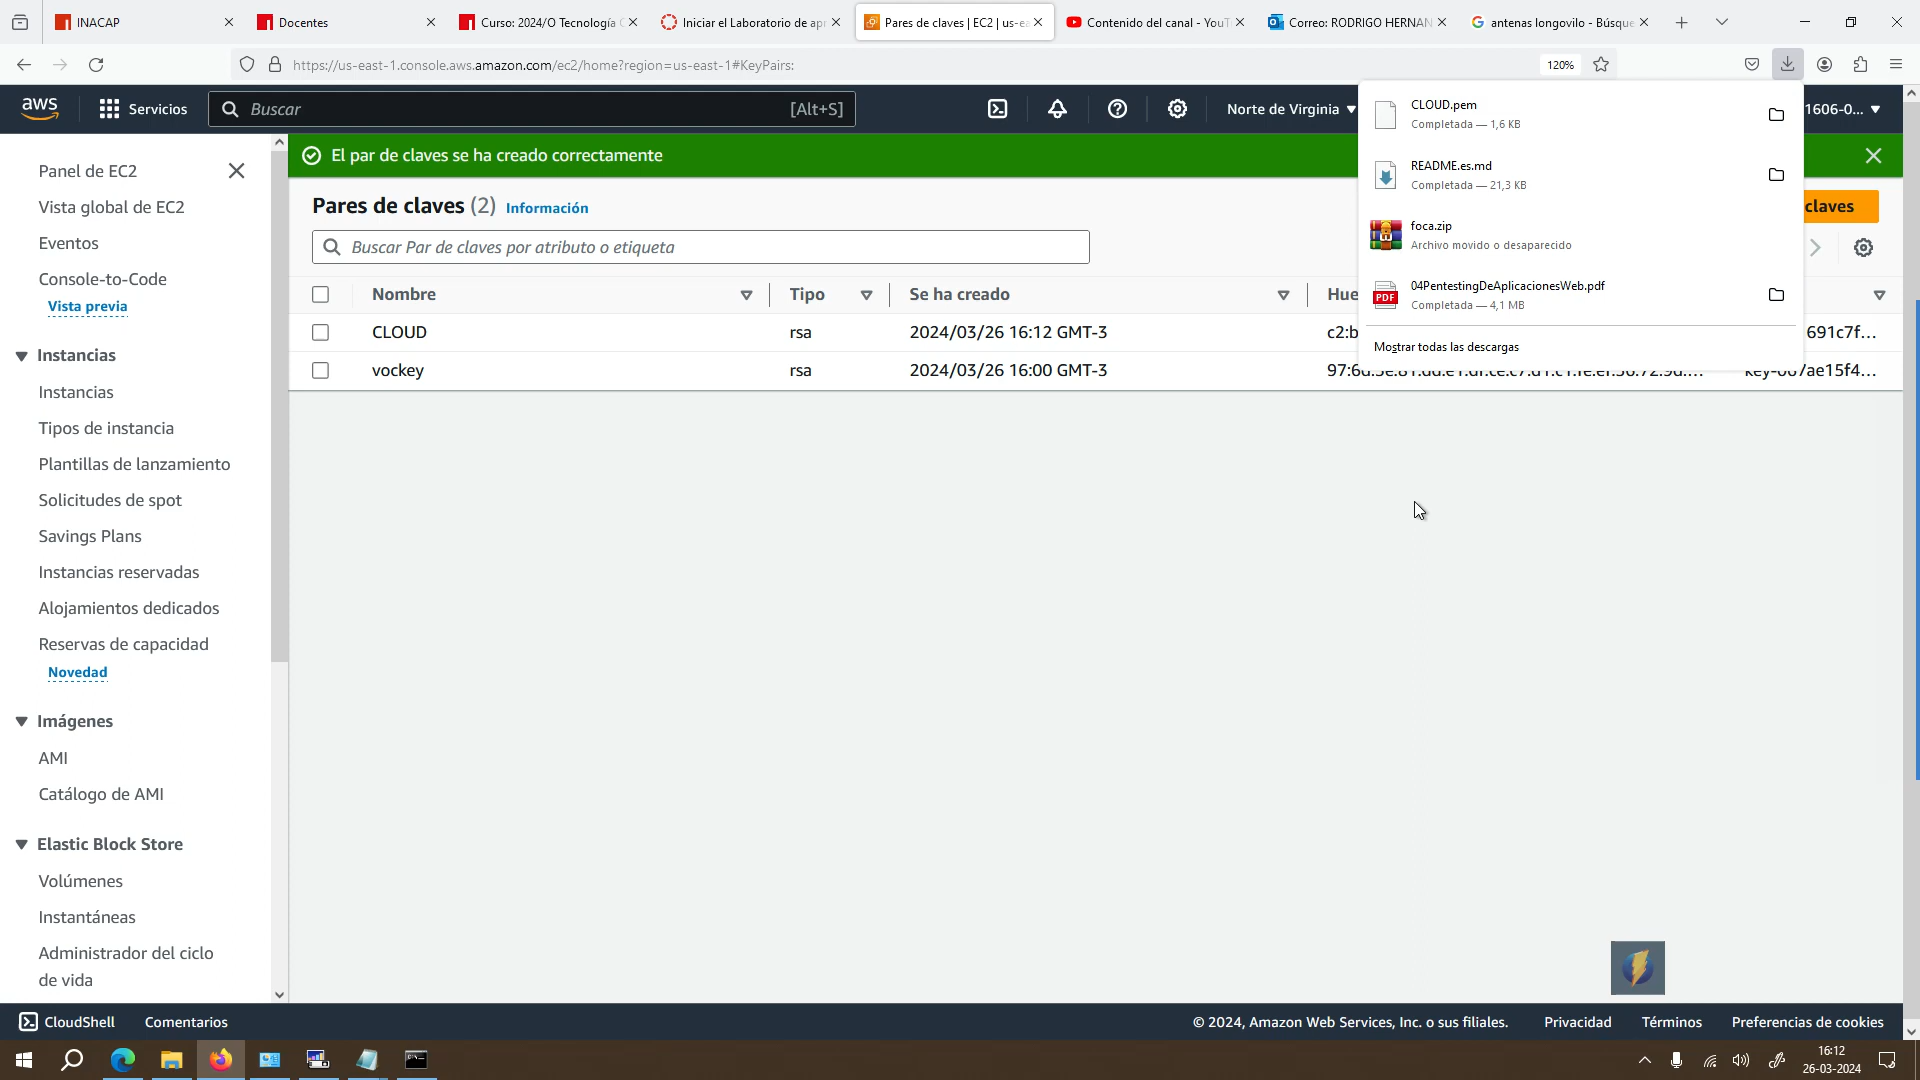 INACAP
Docentes
Curso: 2024/O Tecnología
Iniciar el Laboratorio de apr
Pares de claves | EC2 | us-ea
Contenido del canal - YouT
Correo: RODRIGO HERNAN
antenas longovilo - Búsque
https://us-east-1.console.aws.amazon.com/ec2/home?region=us-east-1#KeyPairs:
120%
aws
Servicios
Buscar
[Alt+S]
Norte de Virginia
1606-0...
El par de claves se ha creado correctamente
CLOUD.pem
Completada — 1,6 KB
README.es.md
Completada — 21,3 KB
foca.zip
Archivo movido o desaparecido
04PentestingDeAplicacionesWeb.pdf
Completada — 4,1 MB
Mostrar todas las descargas
Panel de EC2
Vista global de EC2
Eventos
Console-to-Code
Vista previa
Instancias
Instancias
Tipos de instancia
Plantillas de lanzamiento
Solicitudes de spot
Savings Plans
Instancias reservadas
Alojamientos dedicados
Reservas de capacidad
Novedad
Imágenes
AMI
Catálogo de AMI
Elastic Block Store
Volúmenes
Instantáneas
Administrador del ciclo
de vida
Pares de claves (2) Información
claves
Buscar Par de claves por atributo o etiqueta
Nombre Tipo Se ha creado Hue
CLOUD rsa 2024/03/26 16:12 GMT-3 c2:b 691c7f...
vockey rsa 2024/03/26 16:00 GMT-3
CloudShell
Comentarios
© 2024, Amazon Web Services, Inc. o sus filiales.
Privacidad
Términos
Preferencias de cookies
16:12
26-03-2024